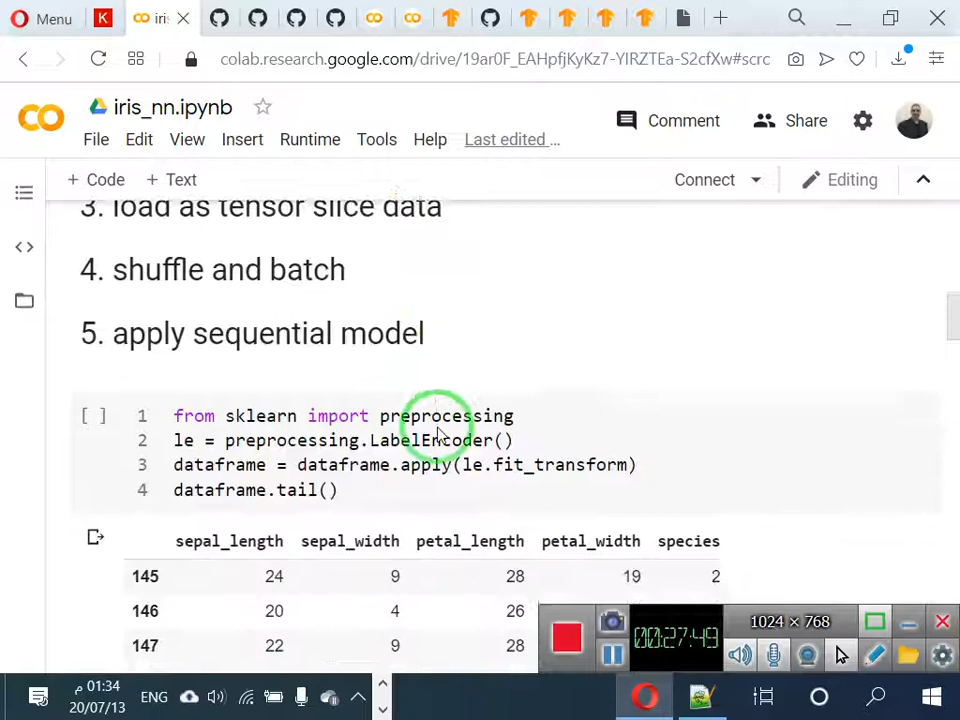 Menu
iri
colab.research.google.com/drive/19ar0F_EAHpfjKyKz7-YIRZTEa-S2cfXw#scrc
iris_nn.ipynb
Comment
Share
File Edit View Insert Runtime Tools Help Last edited ...
+ Code + Text
Connect
Editing
3. load as tensor slice data
4. shuffle and batch
5. apply sequential model
[ ] 1 from sklearn import preprocessing
2 le = preprocessing.LabelEncoder()
3 dataframe = dataframe.apply(le.fit_transform)
4 dataframe.tail()
sepal_length sepal_width petal_length petal_width species
145 24 9 28 19 2
146 20 4 26
147 22 9 28
00:27:49
1024 × 768
01:34 م
20/07/13
ENG